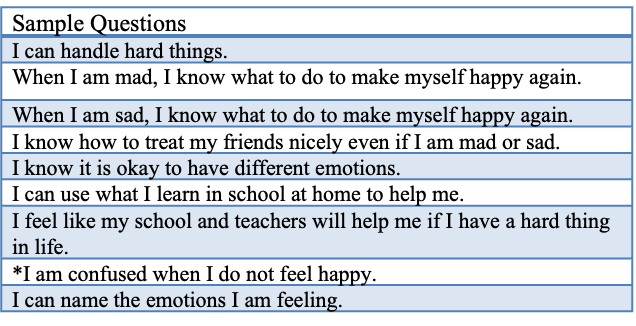 Sample Questions
I can handle hard things.
When I am mad, I know what to do to make myself happy again.
When I am sad, I know what to do to make myself happy again.
I know how to treat my friends nicely even if I am mad or sad.
I know it is okay to have different emotions.
I can use what I learn in school at home to help me.
I feel like my school and teachers will help me if I have a hard thing
in life.
*I am confused when I do not feel happy.
I can name the emotions I am feeling.